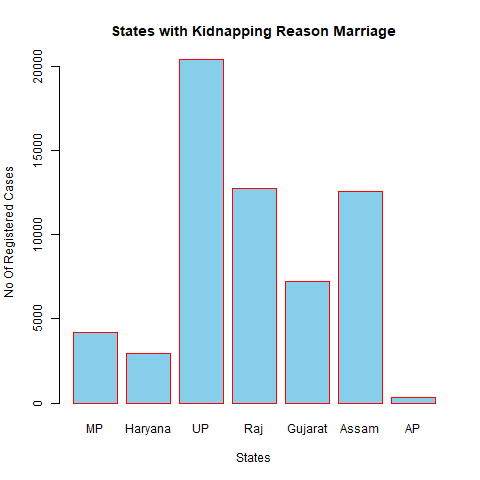 States with Kidnapping Reason Marriage
No Of Registered Cases
20000
15000
10000
5000
0
MP Haryana UP Raj Gujarat Assam AP
States